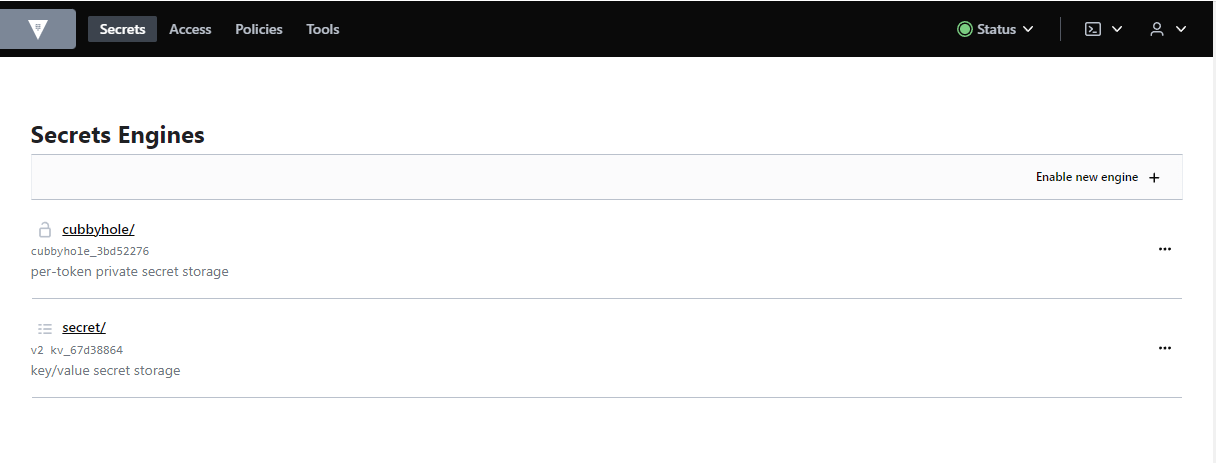 Secrets Access Policies Tools Status
Secrets Engines
Enable new engine
cubbyhole/
cubbyhole_3bd52276
per-token private secret storage
secret/
v2 kv_67d38864
key/value secret storage